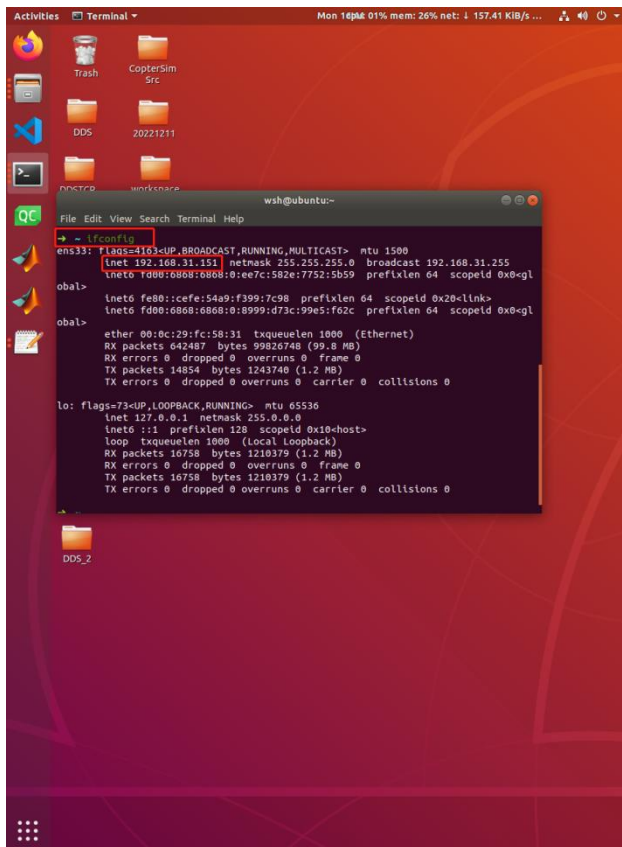 Activities Terminal
Mon 16 cpu: 01% mem: 26% net: ↓ 157.41 KiB/s ...
Trash
CopterSim
Src
DDS
20221211
DDSTCP
workspace
wsh@ubuntu:~
File Edit View Search Terminal Help
→ ~ ifconfig
ens33: flags=4163<UP,BROADCAST,RUNNING,MULTICAST> mtu 1500
inet 192.168.31.151 netmask 255.255.255.0 broadcast 192.168.31.255
inet6 fd00:6868:6868:0:ee7c:582e:7752:5b59 prefixlen 64 scopeid 0x0<gl
obal>
inet6 fe80::cefe:54a9:f399:7c98 prefixlen 64 scopeid 0x20<link>
inet6 fd00:6868:6868:0:8999:d73c:99e5:f62c prefixlen 64 scopeid 0x0<gl
obal>
ether 00:0c:29:fc:58:31 txqueuelen 1000 (Ethernet)
RX packets 642487 bytes 99826748 (99.8 MB)
RX errors 0 dropped 0 overruns 0 frame 0
TX packets 14854 bytes 1243740 (1.2 MB)
TX errors 0 dropped 0 overruns 0 carrier 0 collisions 0
lo: flags=73<UP,LOOPBACK,RUNNING> mtu 65536
inet 127.0.0.1 netmask 255.0.0.0
inet6 ::1 prefixlen 128 scopeid 0x10<host>
loop txqueuelen 1000 (Local Loopback)
RX packets 16758 bytes 1210379 (1.2 MB)
RX errors 0 dropped 0 overruns 0 frame 0
TX packets 16758 bytes 1210379 (1.2 MB)
TX errors 0 dropped 0 overruns 0 carrier 0 collisions 0
QC
DDS_2